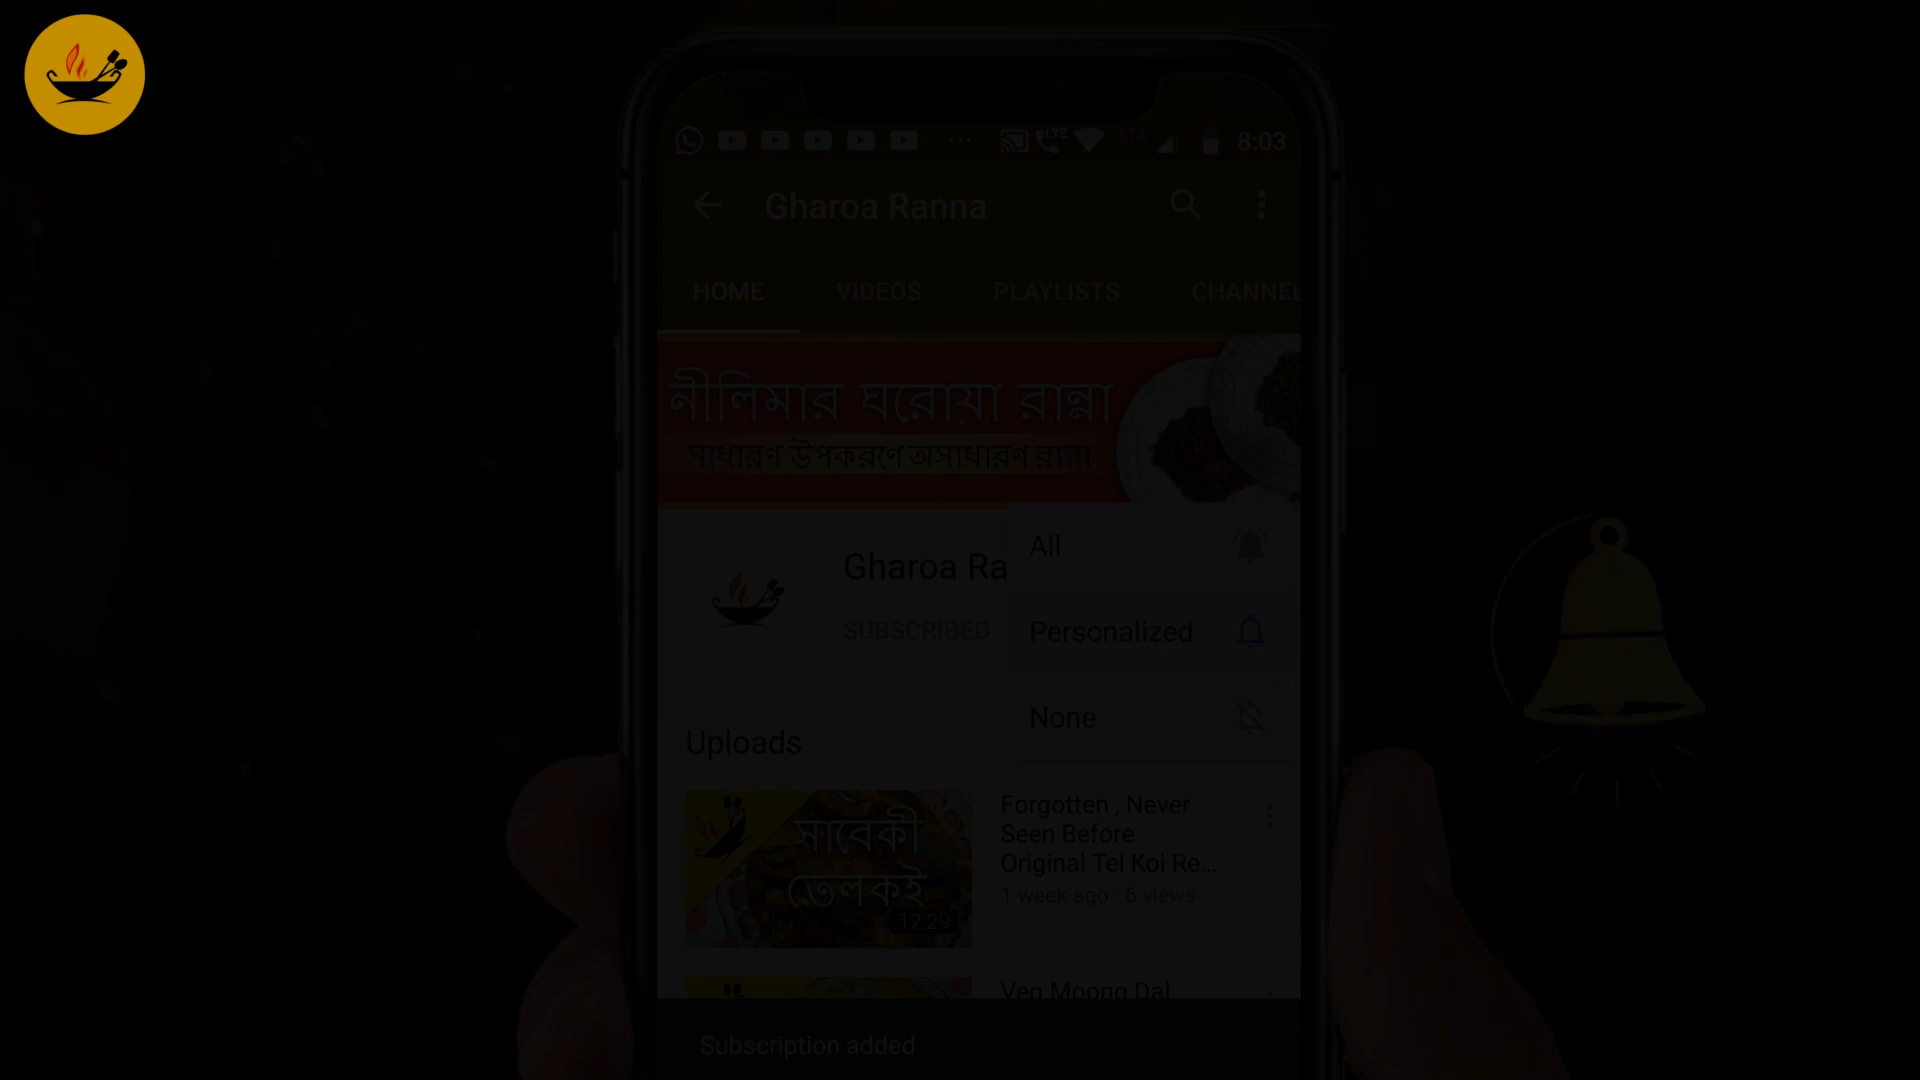 LTE LTE 8:03
Gharoa Ranna
HOME VIDEOS PLAYLISTS CHANNEL
নীলিমার ঘরোয়া রান্না
সাধারণ উপকরণে অসাধারণ রান্না
Gharoa Ra
SUBSCRIBED
All
Personalized
None
Uploads
সাবেকী
তেলকই
12:29
Forgotten , Never
Seen Before
Original Tel Koi Re...
1 week ago · 6 views
Veg Moong Dal
Subscription added